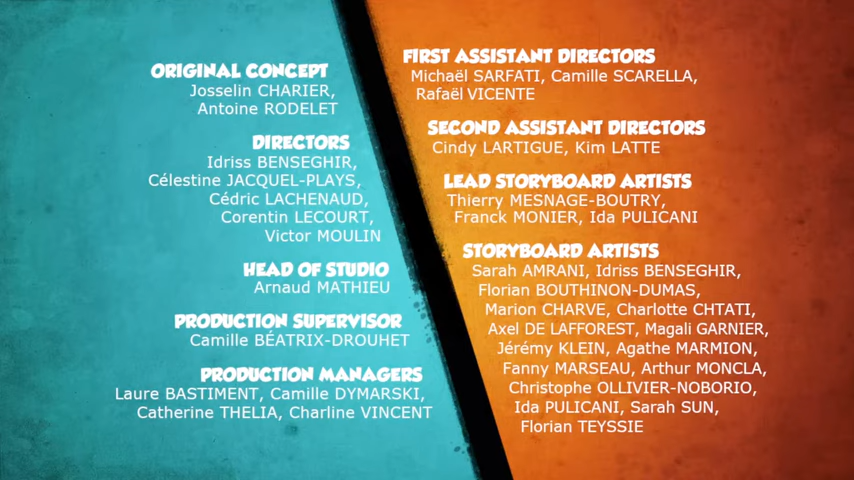 ORIGINAL CONCEPT
Josselin CHARIER,
Antoine RODELET
DIRECTORS
Idriss BENSEGHIR,
Célestine JACQUEL-PLAYS,
Cédric LACHENAUD,
Corentin LECOURT,
Victor MOULIN
HEAD OF STUDIO
Arnaud MATHIEU
PRODUCTION SUPERVISOR
Camille BÉATRIX-DROUHET
PRODUCTION MANAGERS
Laure BASTIMENT, Camille DYMARSKI,
Catherine THELIA, Charline VINCENT
FIRST ASSISTANT DIRECTORS
Michaël SARFATI, Camille SCARELLA,
Rafaël VICENTE
SECOND ASSISTANT DIRECTORS
Cindy LARTIGUE, Kim LATTE
LEAD STORYBOARD ARTISTS
Thierry MESNAGE-BOUTRY,
Franck MONIER, Ida PULICANI
STORYBOARD ARTISTS
Sarah AMRANI, Idriss BENSEGHIR,
Florian BOUTHINON-DUMAS,
Marion CHARVE, Charlotte CHTATI,
Axel DE LAFFOREST, Magali GARNIER,
Jérémy KLEIN, Agathe MARMION,
Fanny MARSEAU, Arthur MONCLA,
Christophe OLLIVIER-NOBORIO,
Ida PULICANI, Sarah SUN,
Florian TEYSSIE